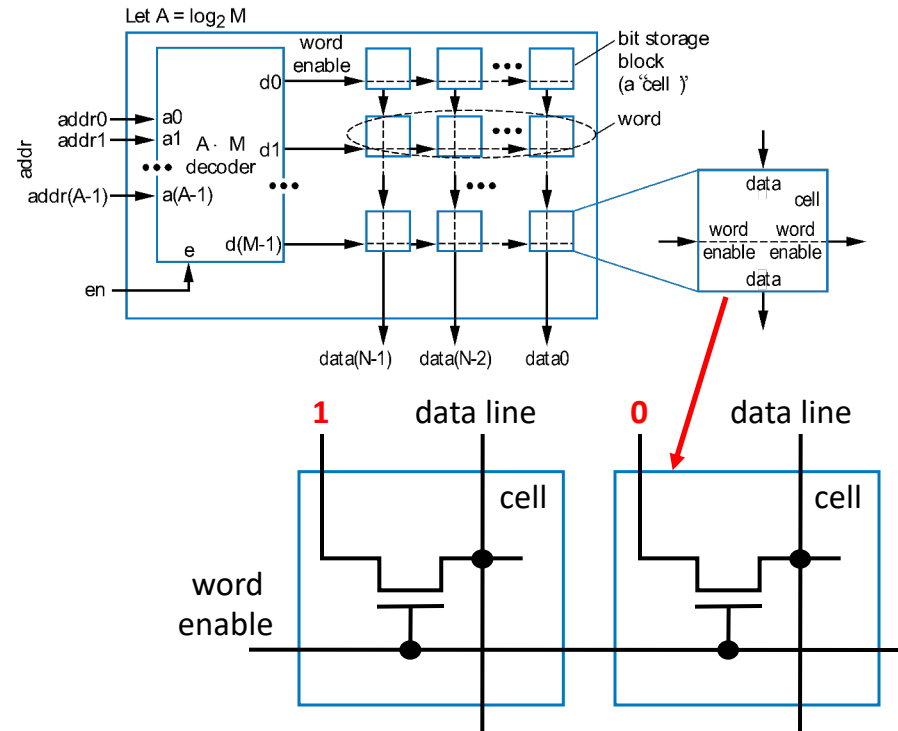 Let A = log2 M
word
enable
bit storage
block
(a “cell )”
d0
addr0
a0
word
addr1
a1
A · M
d1
addr
decoder
data
addr(A-1)
a(A-1)
cell
d(M-1)
word
word
e
enable
enable
en
data
data(N-1)
data(N-2)
data0
1
data line
0
data line
cell
cell
word
enable